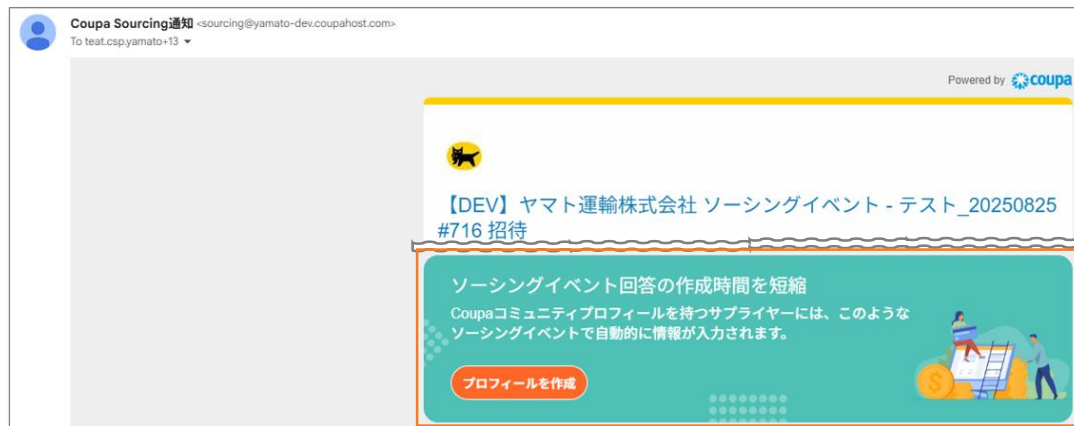 Coupa Sourcing通知 <sourcing@yamato-dev.coupahost.com>
To teat.csp.yamato+13
Powered by coupa
【DEV】ヤマト運輸株式会社 ソーシングイベント - テスト_20250825
#716 招待
ソーシングイベント回答の作成時間を短縮
Coupaコミュニティプロフィールを持つサプライヤーには、このような
ソーシングイベントで自動的に情報が入力されます。
プロフィールを作成